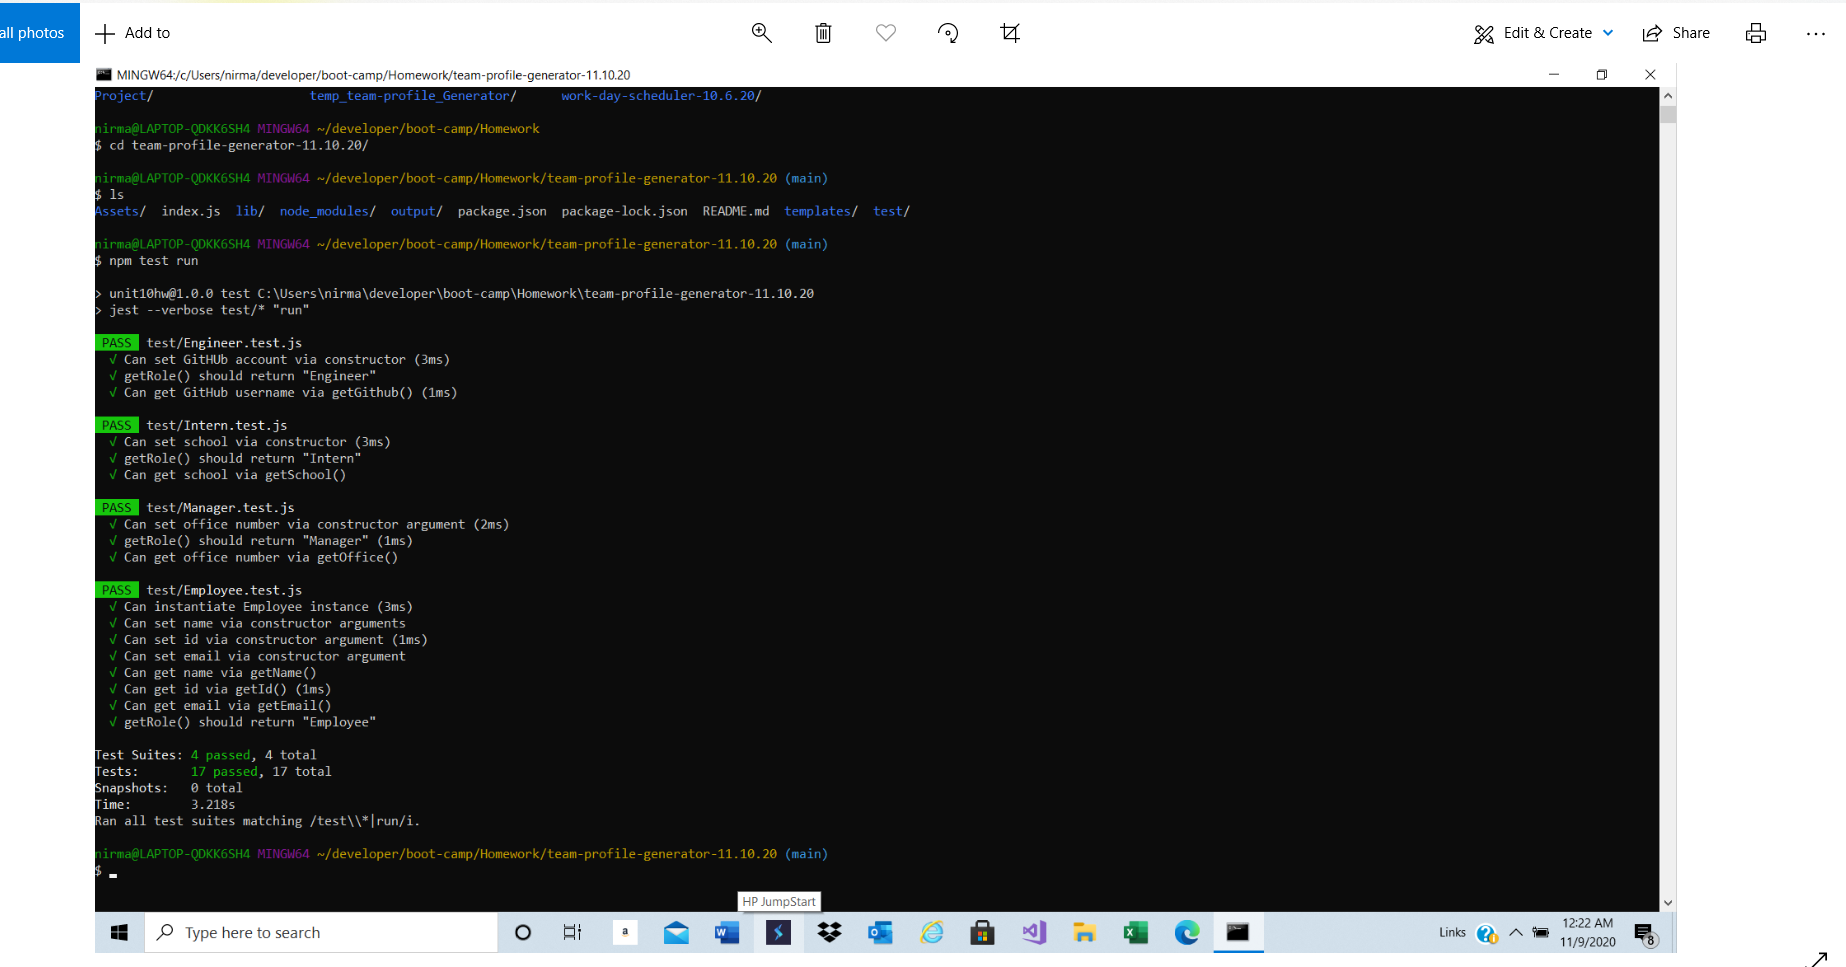 all photos
Add to
Edit & Create
Share
MINGW64:/c/Users/nirma/developer/boot-camp/Homework/team-profile-generator-11.10.20
Project/ temp_team-profile_Generator/ work-day-scheduler-10.6.20/
nirma@LAPTOP-QDKK6SH4 MINGW64 ~/developer/boot-camp/Homework
$ cd team-profile-generator-11.10.20/
nirma@LAPTOP-QDKK6SH4 MINGW64 ~/developer/boot-camp/Homework/team-profile-generator-11.10.20 (main)
$ ls
Assets/ index.js lib/ node_modules/ output/ package.json package-lock.json README.md templates/ test/
nirma@LAPTOP-QDKK6SH4 MINGW64 ~/developer/boot-camp/Homework/team-profile-generator-11.10.20 (main)
$ npm test run
> unit10hw@1.0.0 test C:\Users\nirma\developer\boot-camp\Homework\team-profile-generator-11.10.20
> jest --verbose test/* "run"
PASS test/Engineer.test.js
√ Can set GitHUb account via constructor (3ms)
√ getRole() should return "Engineer"
√ Can get GitHub username via getGithub() (1ms)
PASS test/Intern.test.js
√ Can set school via constructor (3ms)
√ getRole() should return "Intern"
√ Can get school via getSchool()
PASS test/Manager.test.js
√ Can set office number via constructor argument (2ms)
√ getRole() should return "Manager" (1ms)
√ Can get office number via getOffice()
PASS test/Employee.test.js
√ Can instantiate Employee instance (3ms)
√ Can set name via constructor arguments
√ Can set id via constructor argument (1ms)
√ Can set email via constructor argument
√ Can get name via getName()
√ Can get id via getId() (1ms)
√ Can get email via getEmail()
√ getRole() should return "Employee"
Test Suites: 4 passed, 4 total
Tests: 17 passed, 17 total
Snapshots: 0 total
Time: 3.218s
Ran all test suites matching /test\\*|run/i.
nirma@LAPTOP-QDKK6SH4 MINGW64 ~/developer/boot-camp/Homework/team-profile-generator-11.10.20 (main)
$
HP JumpStart
Type here to search
Links
12:22 AM
11/9/2020
8